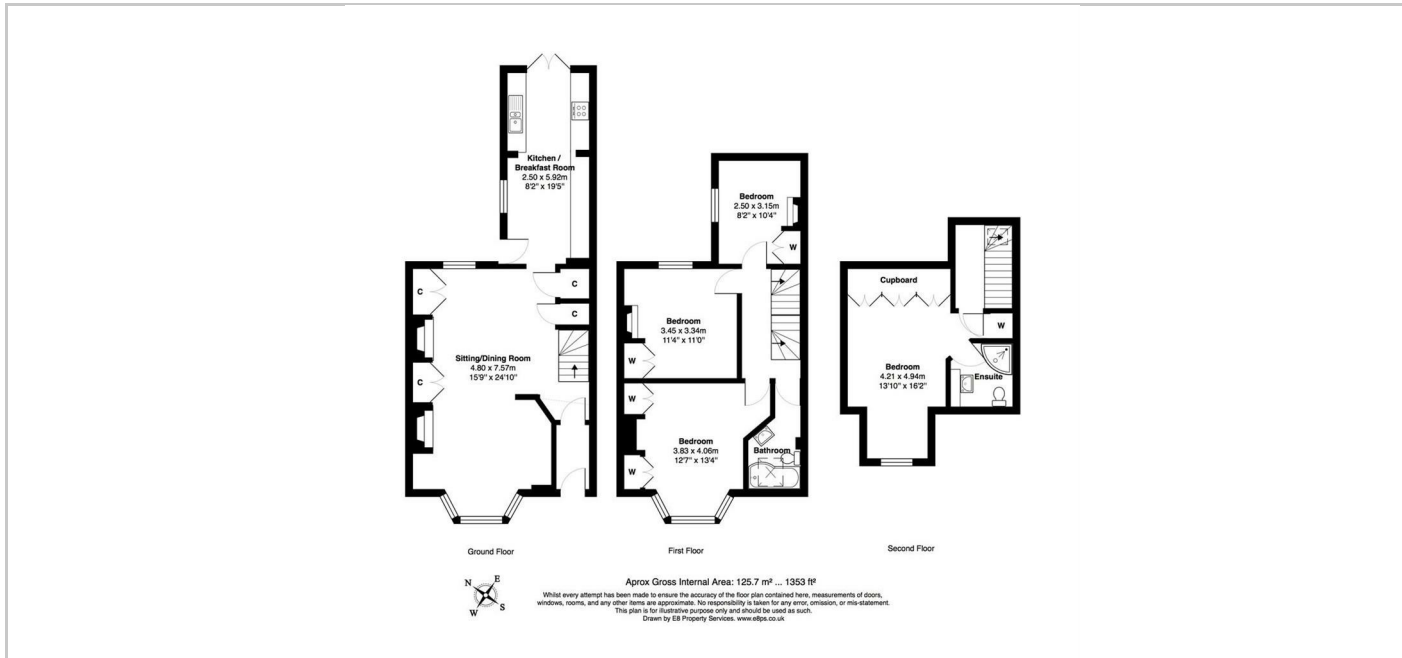 Kitchen /
Breakfast Room
2.50 x 5.92m
8'2" x 19'5"
C
C
C
Sitting/Dining Room
4.80 x 7.57m
15'9" x 24'10"
C
Ground Floor
Bedroom
2.50 x 3.15m
8'2" x 10'4"
W
Bedroom
3.45 x 3.34m
11'4" x 11'0"
W
W
Bedroom
3.83 x 4.06m
12'7" x 13'4"
Bathroom
W
First Floor
Cupboard
W
Bedroom
4.21 x 4.94m
13'10" x 16'2"
Ensuite
Second Floor
N
E
W
S
Aprox Gross Internal Area: 125.7 m² ... 1353 ft²
Whilst every attempt has been made to ensure the accuracy of the floor plan contained here, measurements of doors,
windows, rooms, and any other items are approximate. No responsibility is taken for any error, omission, or mis-statement.
This plan is for illustrative purpose only and should be used as such.
Drawn by E8 Property Services. www.e8ps.co.uk